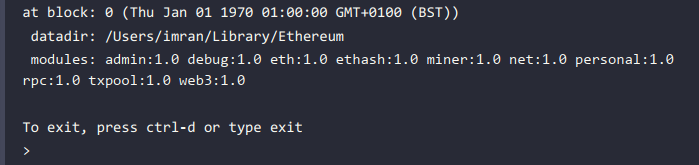 at block: 0 (Thu Jan 01 1970 01:00:00 GMT+0100 (BST))
datadir: /Users/imran/Library/Ethereum
modules: admin:1.0 debug:1.0 eth:1.0 ethash:1.0 miner:1.0 net:1.0 personal:1.0
rpc:1.0 txpool:1.0 web3:1.0
To exit, press ctrl-d or type exit
>